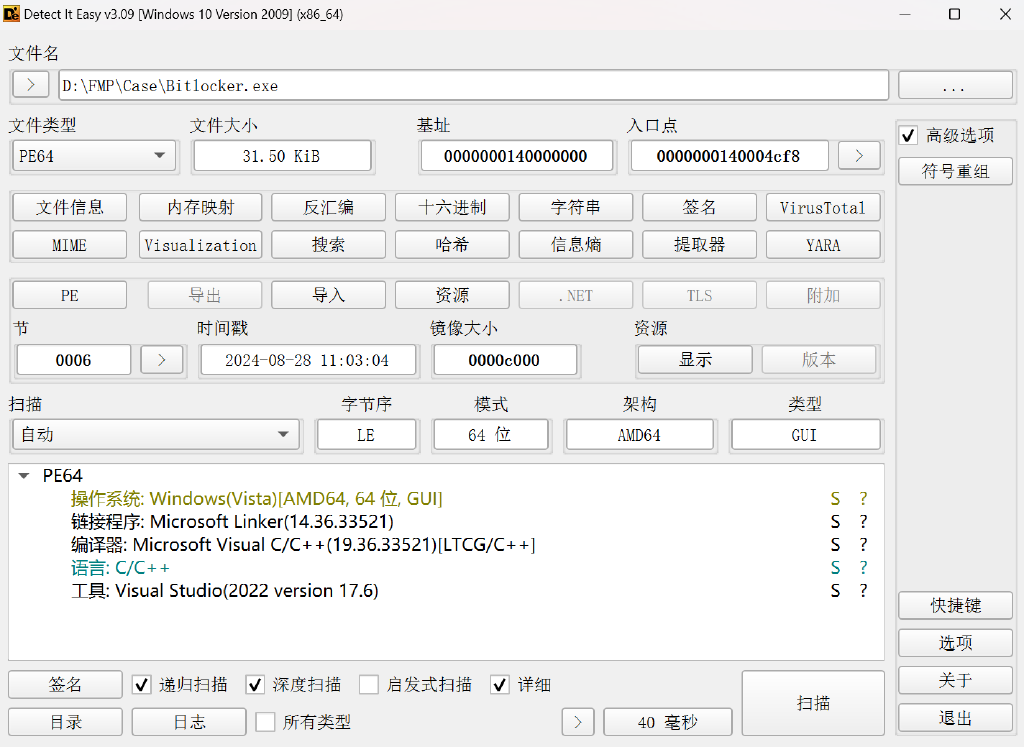 Detect It Easy v3.09 [Windows 10 Version 2009] (x86_64)
文件名
D:\FMP\Case\Bitlocker.exe
...
文件类型 文件大小 基址 入口点
高级选项
PE64 31.50 KiB 0000000140000000 0000000140004cf8 >
符号重组
文件信息 内存映射 反汇编 十六进制 字符串 签名 VirusTotal
MIME Visualization 搜索 哈希 信息熵 提取器 YARA
PE 导出 导入 资源 .NET TLS 附加
节 时间戳 镜像大小 资源
0006 > 2024-08-28 11:03:04 0000c000 显示 版本
扫描 字节序 模式 架构 类型
自动 LE 64 位 AMD64 GUI
PE64
操作系统: Windows(Vista)[AMD64, 64 位, GUI] S ?
链接程序: Microsoft Linker(14.36.33521) S ?
编译器: Microsoft Visual C/C++(19.36.33521)[LTCG/C++] S ?
语言: C/C++ S ?
工具: Visual Studio(2022 version 17.6) S ?
快捷键
选项
关于
退出
签名 递归扫描 深度扫描 启发式扫描 详细 扫描
目录 日志 所有类型 > 40 毫秒